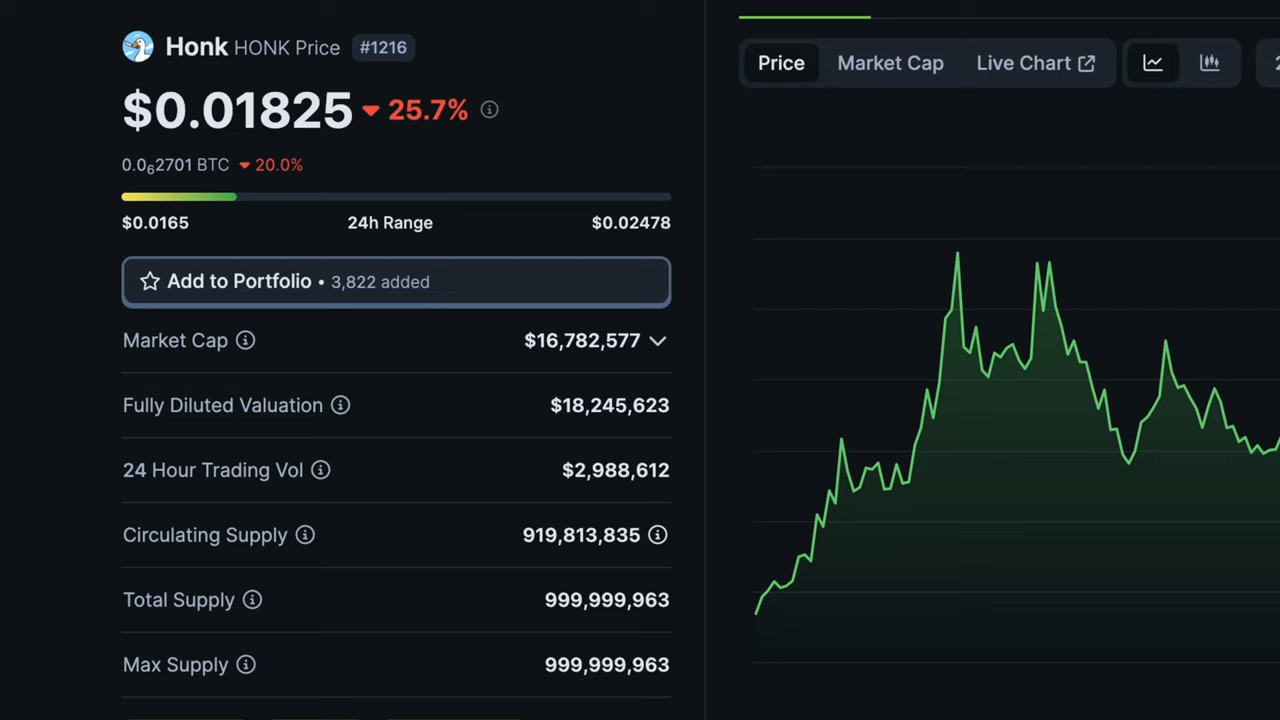 Honk HONK Price #1216
$0.01825 25.7%
0.0₆2701 BTC 20.0%
$0.0165 24h Range $0.02478
Add to Portfolio • 3,822 added
Market Cap $16,782,577
Fully Diluted Valuation $18,245,623
24 Hour Trading Vol $2,988,612
Circulating Supply 919,813,835
Total Supply 999,999,963
Max Supply 999,999,963
Price Market Cap Live Chart